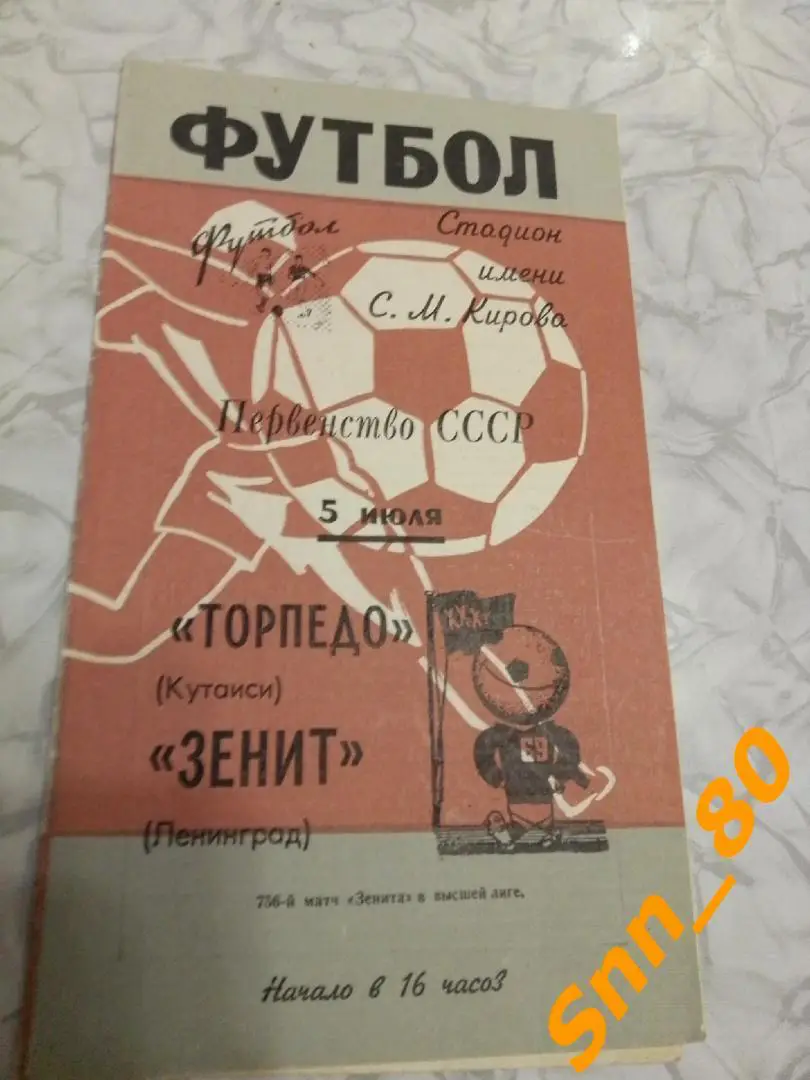 ФУТБОЛ
Футбол
Стадион
имени
С. М. Кирова
Первенство СССР
5 июля
«ТОРПЕДО»
(Кутаиси)
«ЗЕНИТ»
(Ленинград)
69
756-й матч «Зенита» в высшей лиге.
Начало в 16 часов
Snn_80